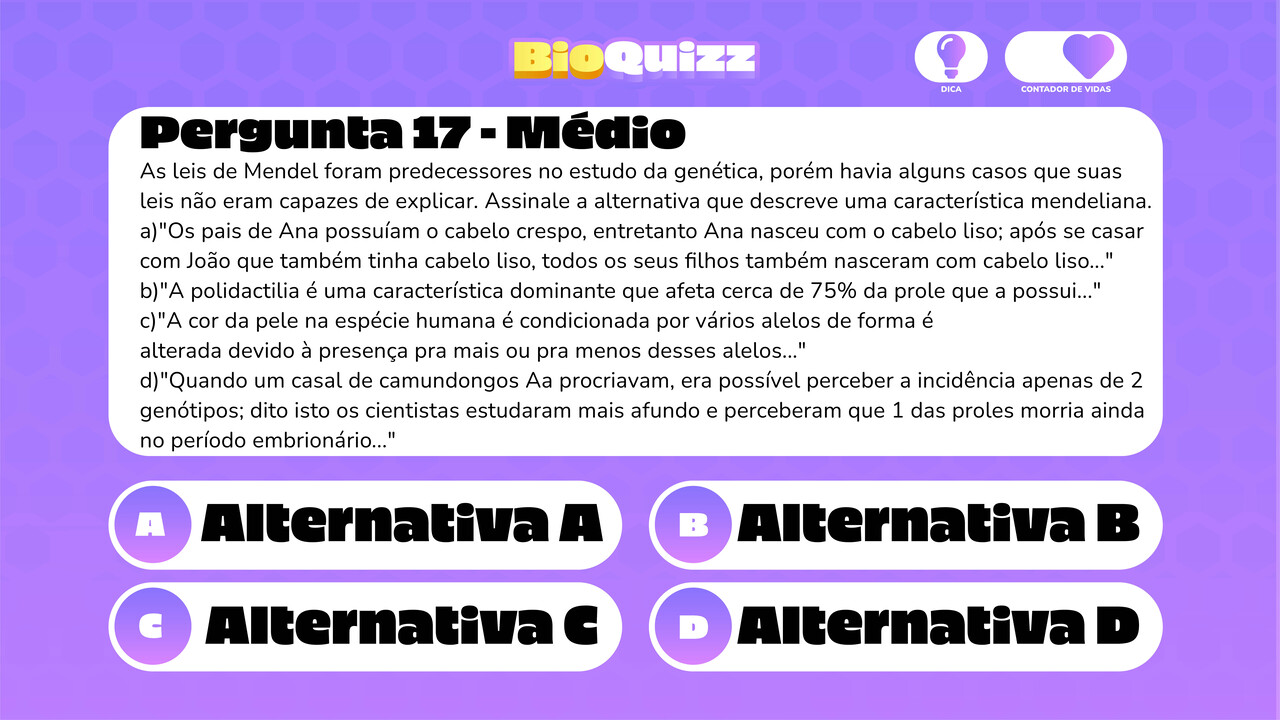 BioQuizz
DICA
CONTADOR DE VIDAS
Pergunta 17 - Médio
As leis de Mendel foram predecessores no estudo da genética, porém havia alguns casos que suas
leis não eram capazes de explicar. Assinale a alternativa que descreve uma característica mendeliana.
a)"Os pais de Ana possuíam o cabelo crespo, entretanto Ana nasceu com o cabelo liso; após se casar
com João que também tinha cabelo liso, todos os seus filhos também nasceram com cabelo liso..."
b)"A polidactilia é uma característica dominante que afeta cerca de 75% da prole que a possui..."
c)"A cor da pele na espécie humana é condicionada por vários alelos de forma é
alterada devido à presença pra mais ou pra menos desses alelos..."
d)"Quando um casal de camundongos Aa procriavam, era possível perceber a incidência apenas de 2
genótipos; dito isto os cientistas estudaram mais afundo e perceberam que 1 das proles morria ainda
no período embrionário..."
A Alternativa A
B Alternativa B
C Alternativa C
D Alternativa D